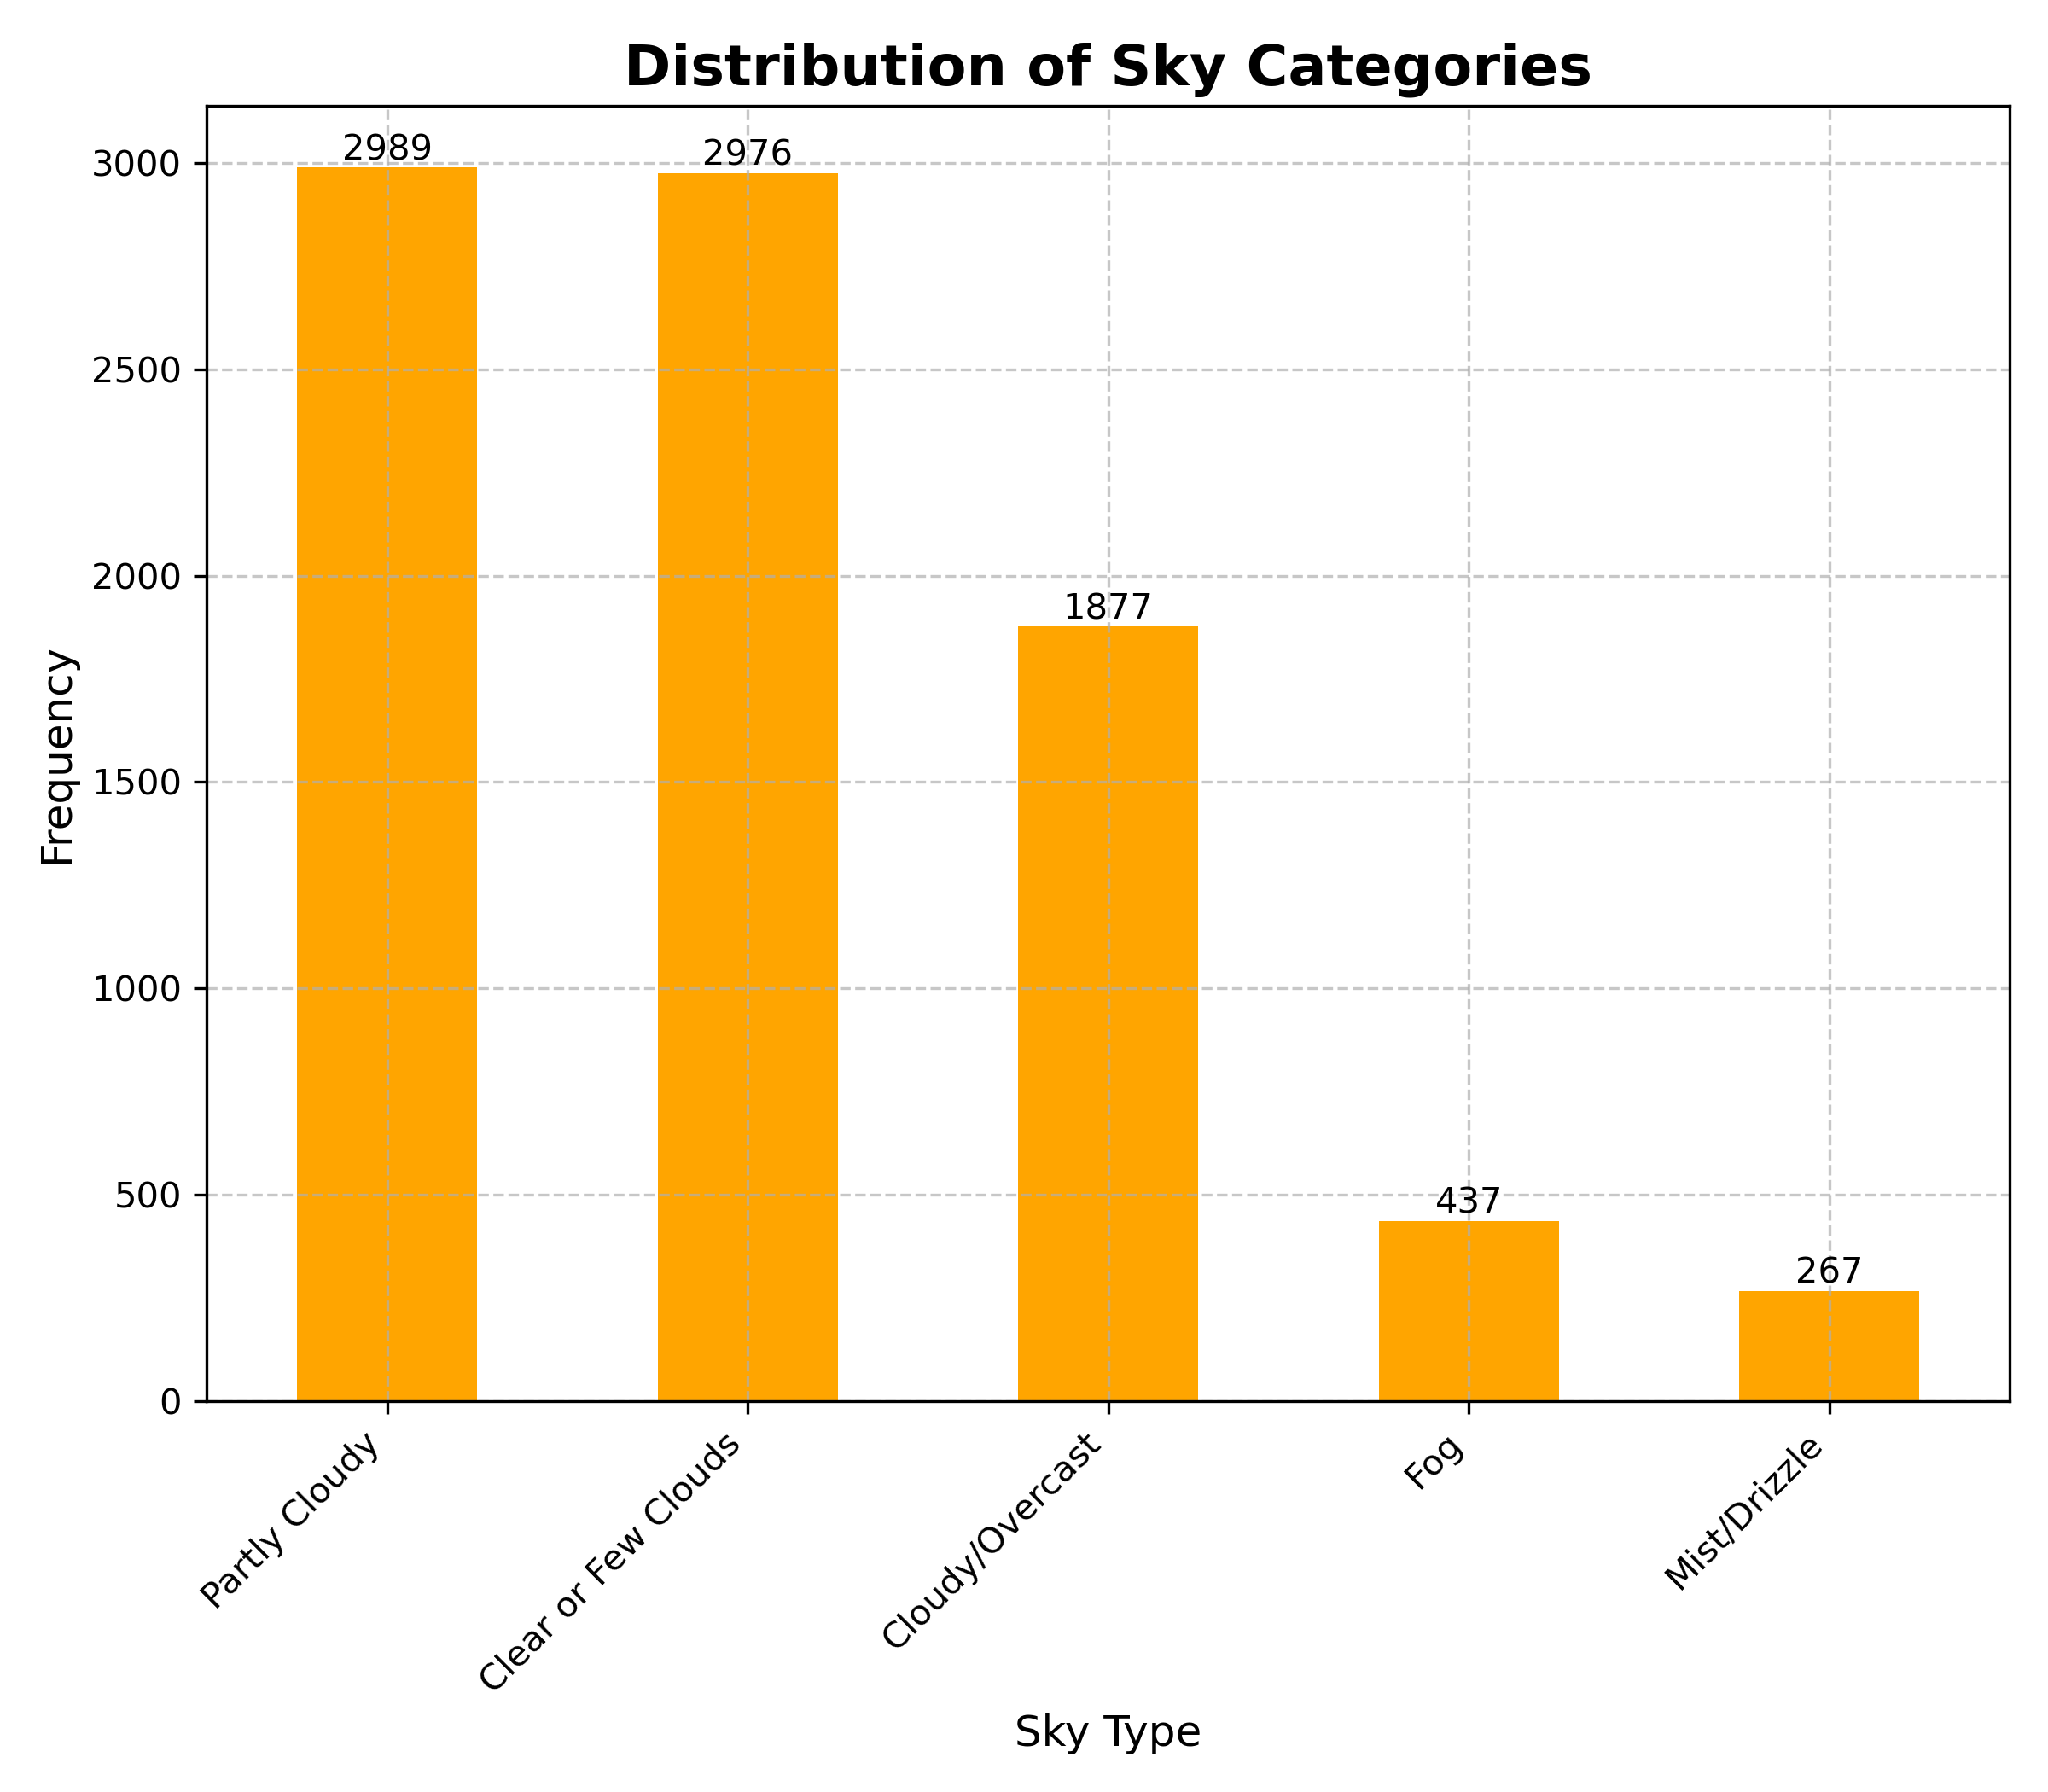 Distribution of Sky Categories
Frequency
3000
2500
2000
1500
1000
500
0
2989
2976
1877
437
267
Partly Cloudy
Clear or Few Clouds
Cloudy/Overcast
Fog
Mist/Drizzle
Sky Type